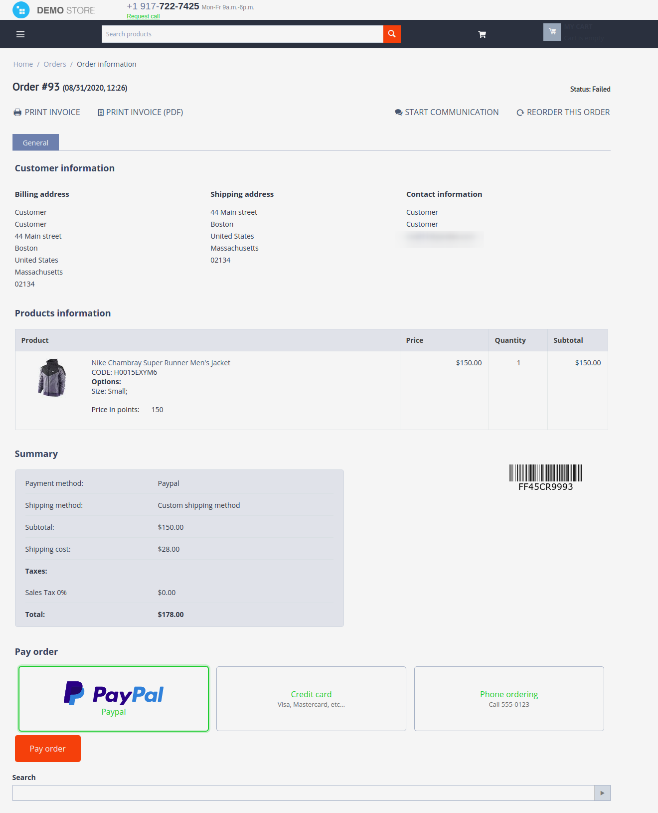 DEMO STORE
+1 917-722-7425 Mon-Fr 9a.m.-6p.m.
Request call
Search products
Home / Orders / Order information
Order #93 (08/31/2020, 12:26)
Status: Failed
PRINT INVOICE PRINT INVOICE (PDF) START COMMUNICATION REORDER THIS ORDER
General
Customer information
Billing address Shipping address Contact information
Customer 44 Main street Customer
Customer Boston Customer
44 Main street United States
Boston Massachusetts
United States 02134
Massachusetts
02134
Products information
Product Price Quantity Subtotal
Nike Chambray Super Runner Men's Jacket $150.00 1 $150.00
CODE: H0015EXYM6
Options:
Size: Small;
Price in points: 150
Summary
Payment method: Paypal
Shipping method: Custom shipping method
Subtotal: $150.00
Shipping cost: $28.00
Taxes:
Sales Tax 0% $0.00
Total: $178.00
FF45CR9993
Pay order
PayPal
Paypal
Credit card
Visa, Mastercard, etc...
Phone ordering
Call 555-0123
Pay order
Search